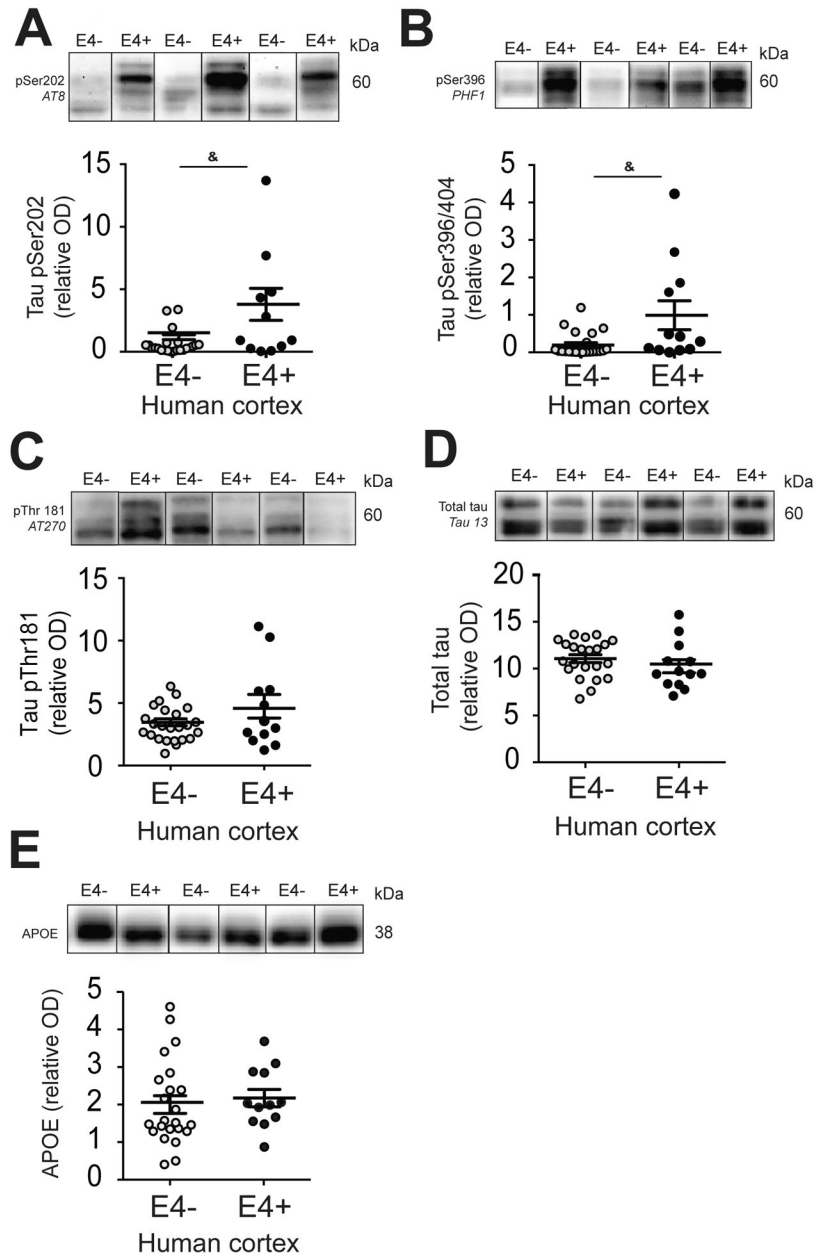 A
E4- E4+ E4- E4+ E4- E4+ kDa
pSer202
AT8
60
&
Tau pSer202
(relative OD)
15
10
5
0
E4- E4+
Human cortex
B
E4- E4+ E4- E4+ E4- E4+ kDa
pSer396
PHF1
60
&
Tau pSer396/404
(relative OD)
5
4
3
2
1
0
E4- E4+
Human cortex
C
E4- E4+ E4- E4+ E4- E4+ kDa
pThr 181
AT270
60
Tau pThr181
(relative OD)
15
10
5
0
E4- E4+
Human cortex
D
E4- E4+ E4- E4+ E4- E4+ kDa
Total tau
Tau 13
60
Total tau
(relative OD)
20
15
10
5
0
E4- E4+
Human cortex
E
E4- E4+ E4- E4+ E4- E4+ kDa
APOE
38
APOE (relative OD)
5
4
3
2
1
0
E4- E4+
Human cortex